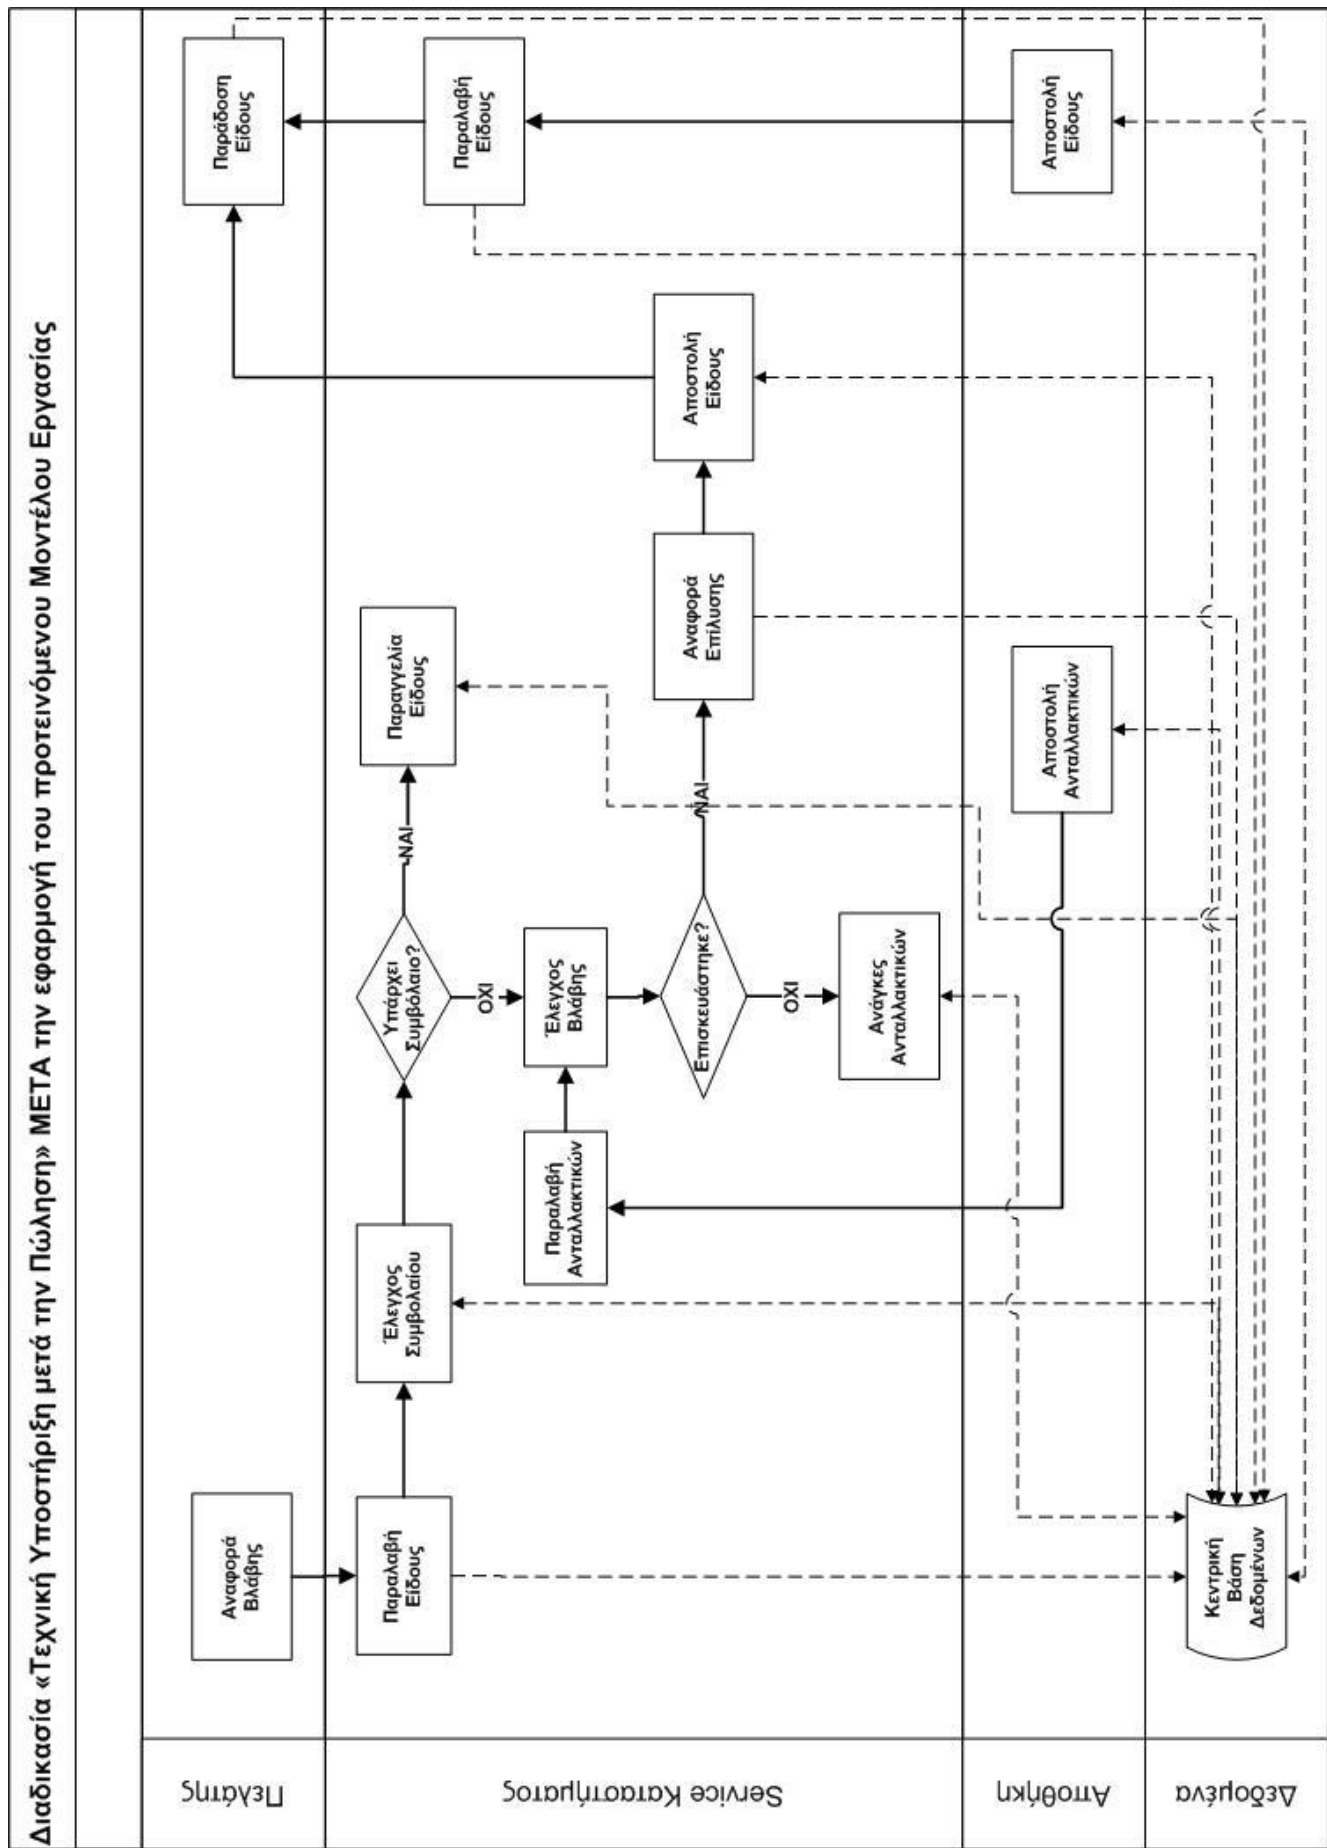 Διαδικασία «Τεχνική Υποστήριξη μετά την Πώληση» ΜΕΤΑ την εφαρμογή του προτεινόμενου Μοντέλου Εργασίας
Πελάτης
Αναφορά
Βλάβης
Παράδοση
Είδους
Service Καταστήματος
Παραλαβή
Είδους
Έλεγχος
Συμβολαίου
Υπάρχει
Συμβόλαιο?
ΝΑΙ
Παραγγελία
Είδους
Παραλαβή
Είδους
ΟΧΙ
Παραλαβή
Ανταλλακτικών
Έλεγχος
Βλάβης
Επισκευάστηκε?
ΝΑΙ
Αναφορά
Επίλυσης
Αποστολή
Είδους
ΟΧΙ
Ανάγκες
Ανταλλακτικών
Αποθήκη
Αποστολή
Ανταλλακτικών
Αποστολή
Είδους
Δεδομένα
Κεντρική
Βάση
Δεδομένων